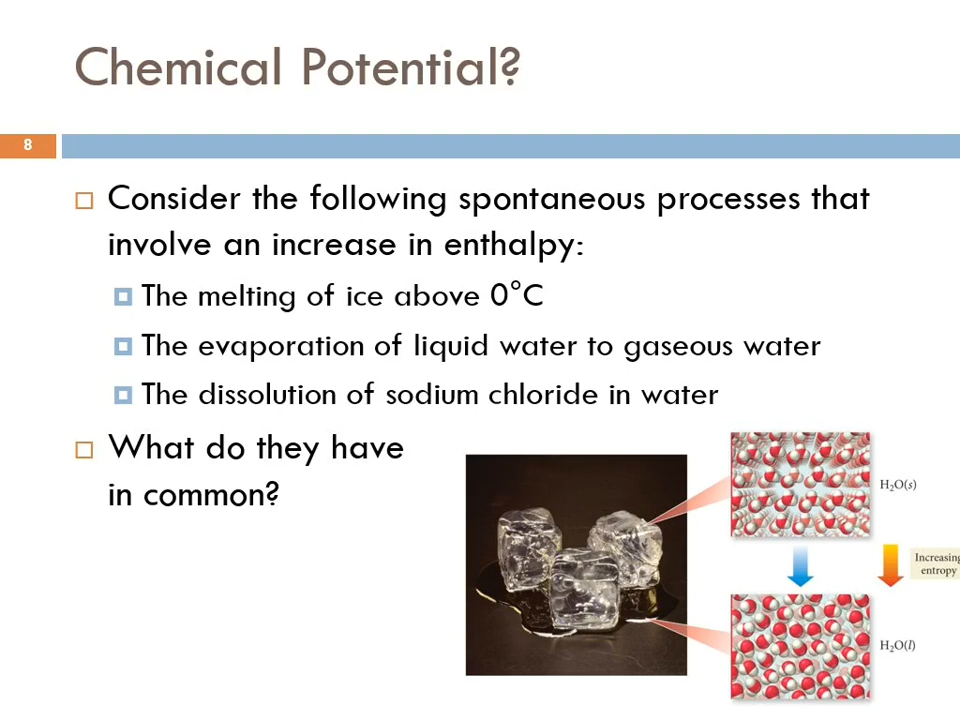 Chemical Potential?
8
Consider the following spontaneous processes that
involve an increase in enthalpy:
The melting of ice above 0°C
The evaporation of liquid water to gaseous water
The dissolution of sodium chloride in water
What do they have
in common?
H₂O(s)
Increasing
entropy
H₂O(l)